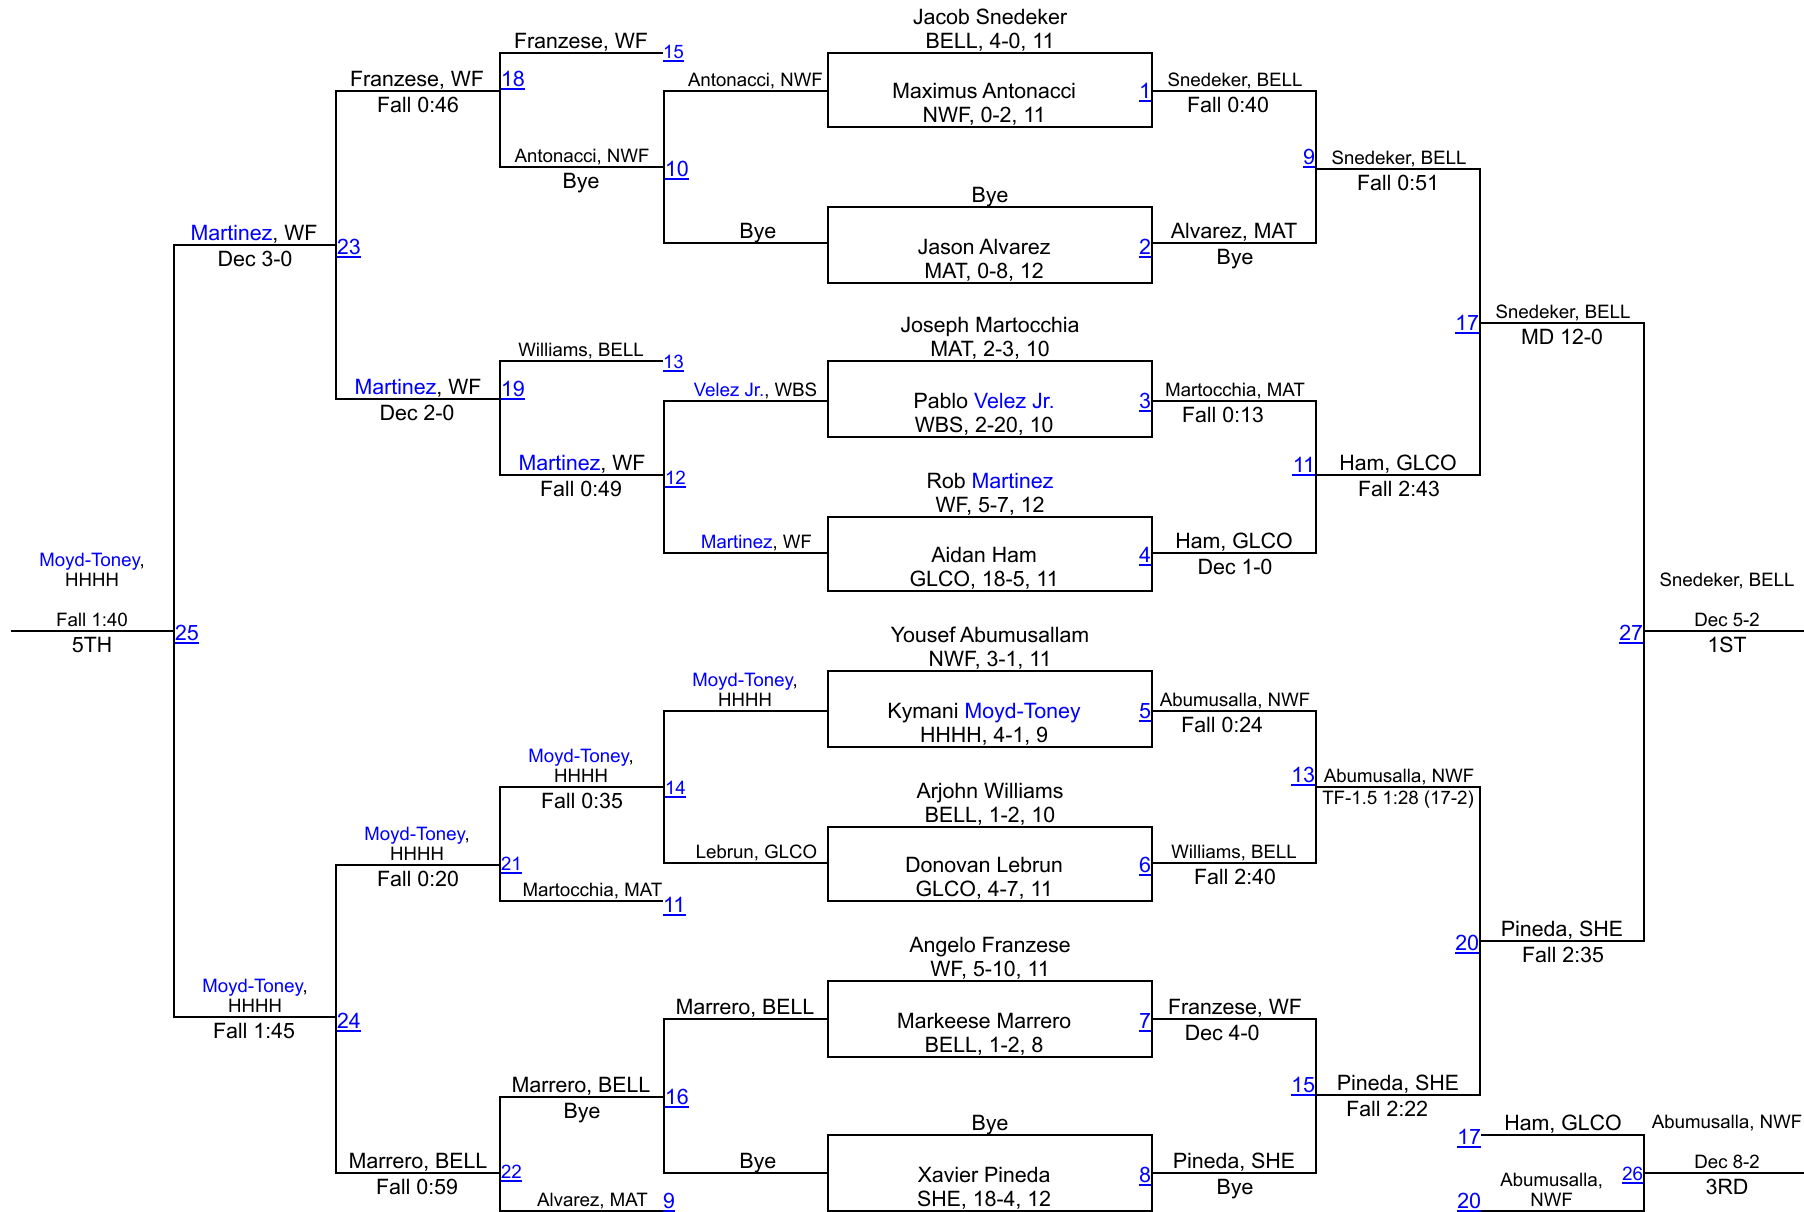 Jacob Snedeker
BELL, 4-0, 11
Maximus Antonacci
1
NWF, 0-2, 11
Bye
Jason Alvarez
2
MAT, 0-8, 12
Joseph Martocchia
MAT, 2-3, 10
Pablo Velez Jr.
3
WBS, 2-20, 10
Rob Martinez
WF, 5-7, 12
Aidan Ham
4
GLCO, 18-5, 11
Yousef Abumusallam
NWF, 3-1, 11
Kymani Moyd-Toney
5
HHHH, 4-1, 9
Arjohn Williams
BELL, 1-2, 10
Donovan Lebrun
6
GLCO, 4-7, 11
Angelo Franzese
WF, 5-10, 11
Markeese Marrero
7
BELL, 1-2, 8
Bye
Xavier Pineda
8
SHE, 18-4, 12
Snedeker, BELL
Fall 0:40
9
Alvarez, MAT
Bye
Martocchia, MAT
Fall 0:13
11
Ham, GLCO
Dec 1-0
Abumusalla, NWF
Fall 0:24
13
Williams, BELL
Fall 2:40
Franzese, WF
Dec 4-0
15
Pineda, SHE
Bye
Snedeker, BELL
Fall 0:51
17
Ham, GLCO
Fall 2:43
Abumusalla, NWF
TF-1.5 1:28 (17-2)
20
Pineda, SHE
Fall 2:22
Snedeker, BELL
MD 12-0
27
Pineda, SHE
Fall 2:35
Snedeker, BELL
Dec 5-2
1ST
Ham, GLCO
17
Abumusalla,
NWF
20
26
Abumusalla, NWF
Dec 8-2
3RD
Antonacci, NWF
10
Bye
Velez Jr., WBS
12
Martinez, WF
Moyd-Toney,
HHHH
14
Lebrun, GLCO
Marrero, BELL
16
Bye
Franzese, WF
15
18
Antonacci, NWF
Bye
Williams, BELL
13
19
Martinez, WF
Fall 0:49
Moyd-Toney,
HHHH
Fall 0:35
21
Martocchia, MAT
11
Marrero, BELL
Bye
22
Alvarez, MAT
9
Franzese, WF
Fall 0:46
23
Martinez, WF
Dec 2-0
Moyd-Toney,
HHHH
Fall 0:20
24
Marrero, BELL
Fall 0:59
Martinez, WF
Dec 3-0
25
Moyd-Toney,
HHHH
Fall 1:45
Moyd-Toney,
HHHH
Fall 1:40
5TH